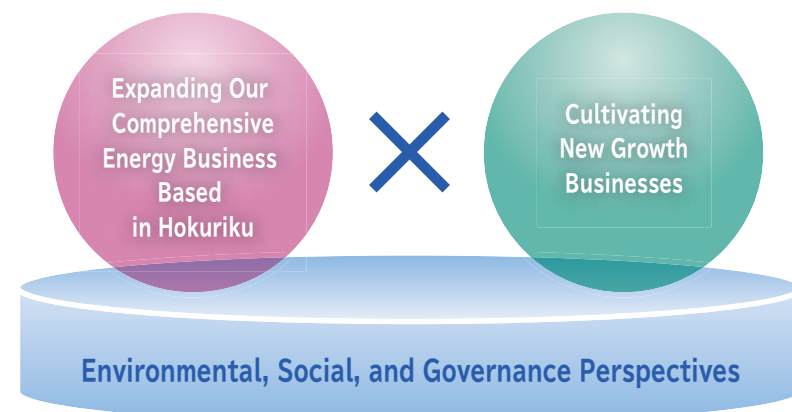 Expanding Our
Comprehensive
Energy Business
Based
in Hokuriku
×
Cultivating
New Growth
Businesses
Environmental, Social, and Governance Perspectives